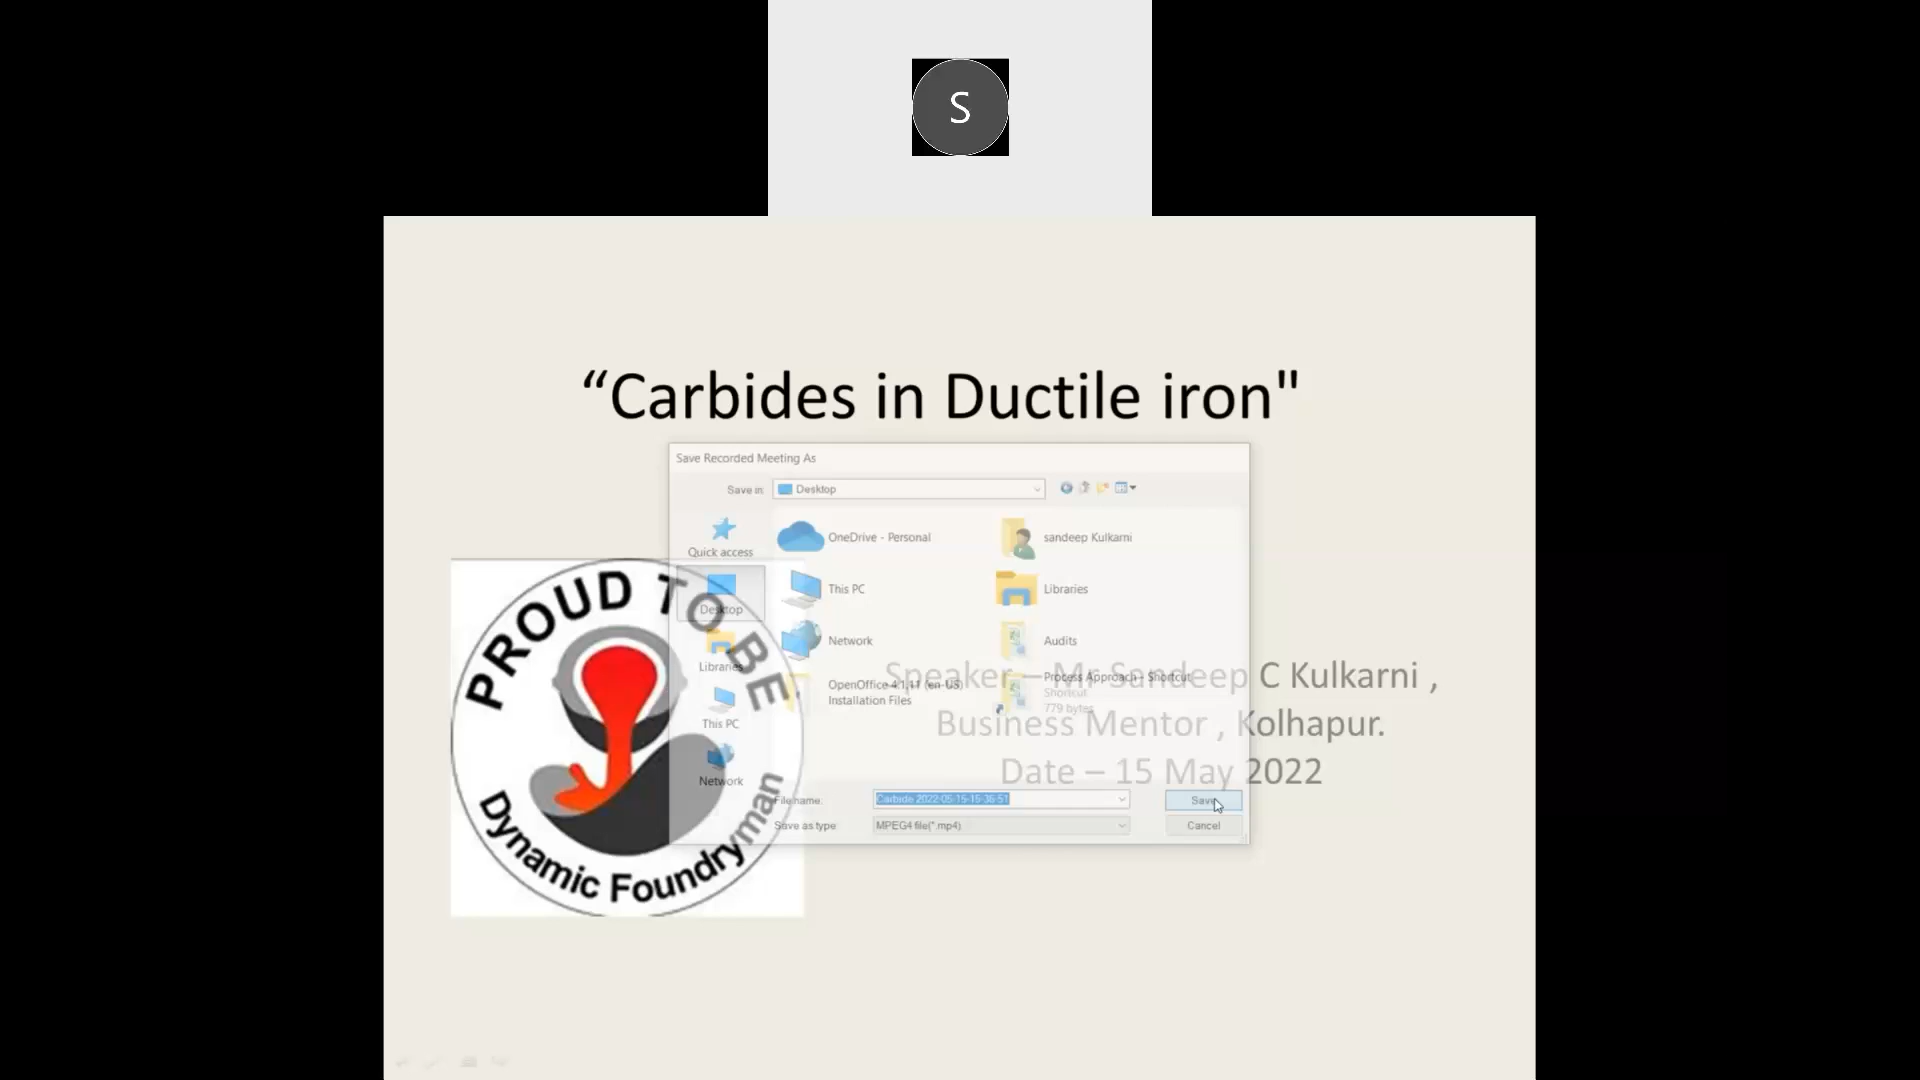 S
“Carbides in Ductile iron"
Save Recorded Meeting As
Save in:
Desktop
Quick access
Desktop
Libraries
This PC
Network
OneDrive - Personal
sandeep Kulkarni
This PC
Libraries
Network
Audits
OpenOffice 4.1.11 (en-US)
Installation Files
Process Approach - Shortcut
Shortcut
779 bytes
File name:
Carbide 2022-05-15-15-36-51
Save
Save as type:
MPEG4 file(*.mp4)
Cancel
PROUD TO BE
Dynamic Foundryman
Speaker – Mr Sandeep C Kulkarni ,
Business Mentor , Kolhapur.
Date – 15 May 2022